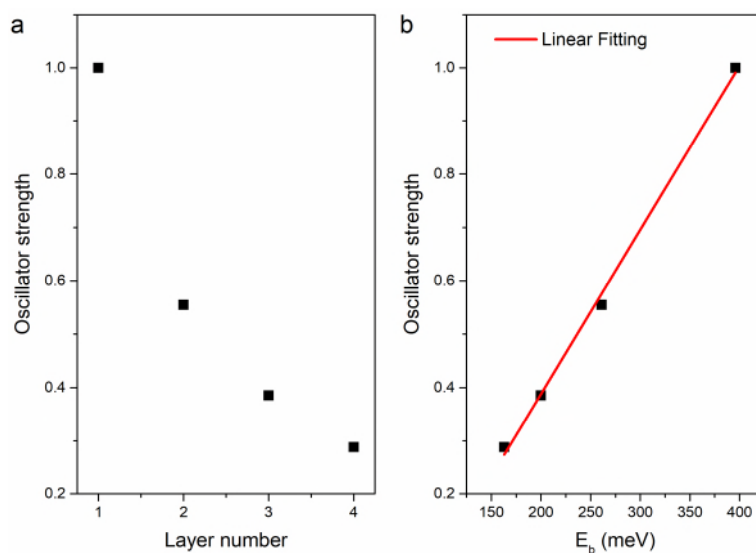 a
Oscillator strength
1.0
0.8
0.6
0.4
0.2
1 2 3 4
Layer number
b
Linear Fitting
Oscillator strength
1.0
0.8
0.6
0.4
0.2
150 200 250 300 350 400
E_b (meV)